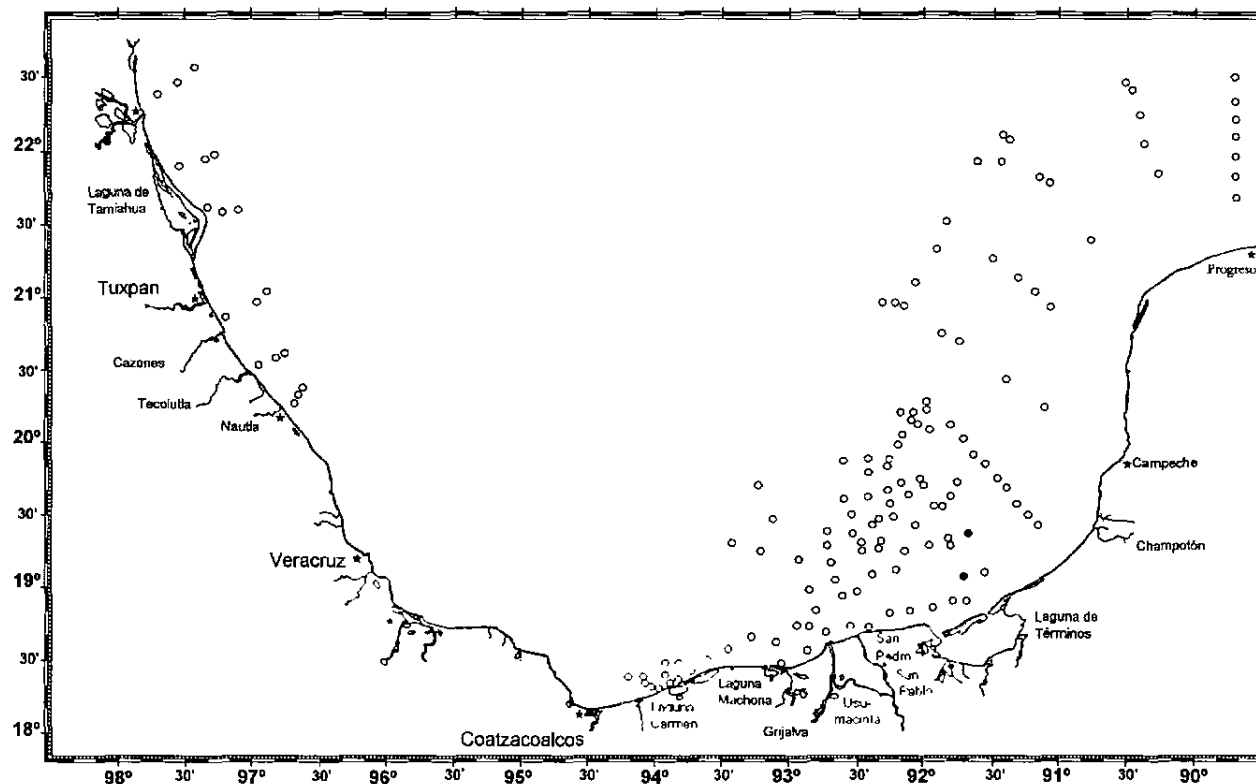 30'
22°
Laguna de
Tamiahua
30'
Progreso
Tuxpan
21°
Cazones
30'
Tecolutla
Nautla
20°
Campeche
30'
Champotón
Veracruz
19°
Laguna de
Términos
San
Pedro
30'
San
Pablo
Laguna
Machona
Laguna
Carmen
Usu-
macinta
Grijalva
18°
Coatzacoalcos
98° 30' 97° 30' 96° 30' 95° 30' 94° 30' 93° 30' 92° 30' 91° 30' 90°